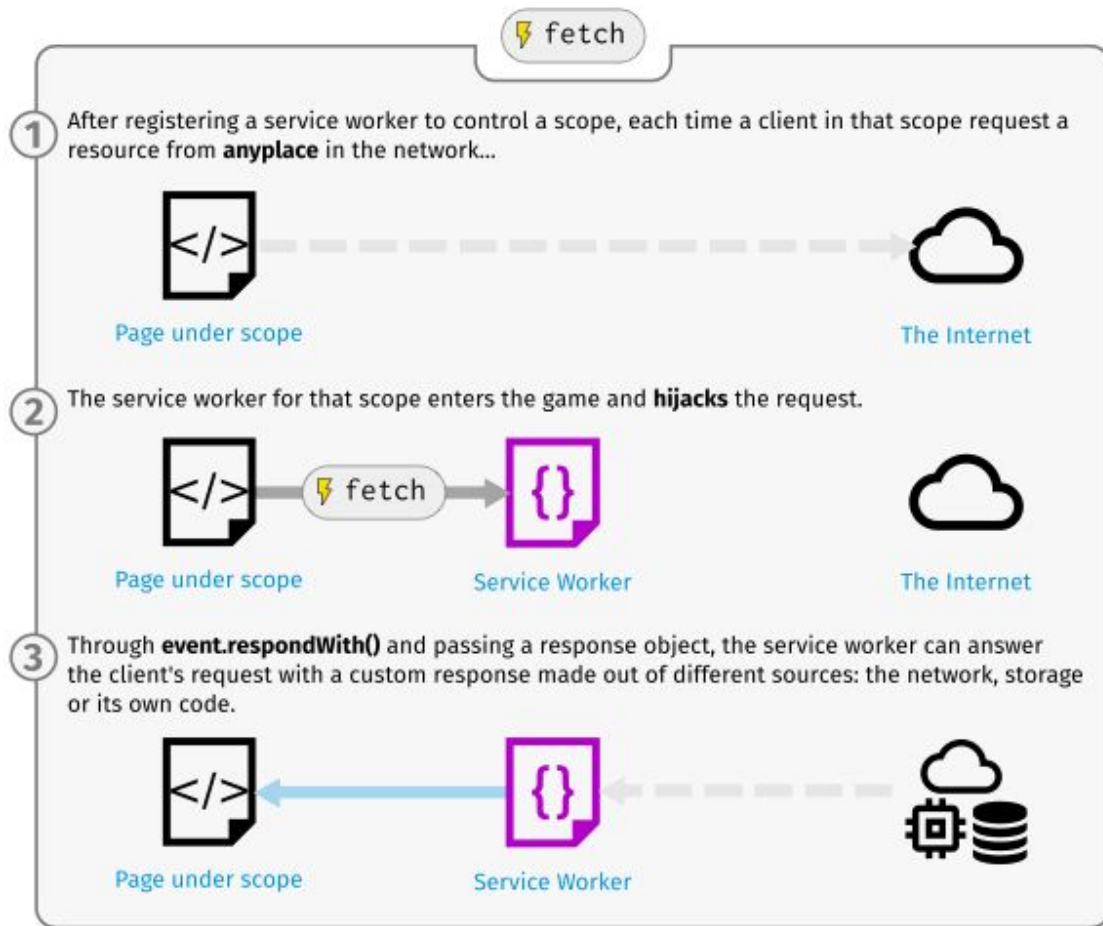 fetch
1
After registering a service worker to control a scope, each time a client in that scope request a
resource from anyplace in the network...
</>
Page under scope
The Internet
2
The service worker for that scope enters the game and hijacks the request.
</>
fetch
{}
Page under scope
Service Worker
The Internet
3
Through event.respondWith() and passing a response object, the service worker can answer
the client's request with a custom response made out of different sources: the network, storage
or its own code.
</>
{}
Page under scope
Service Worker